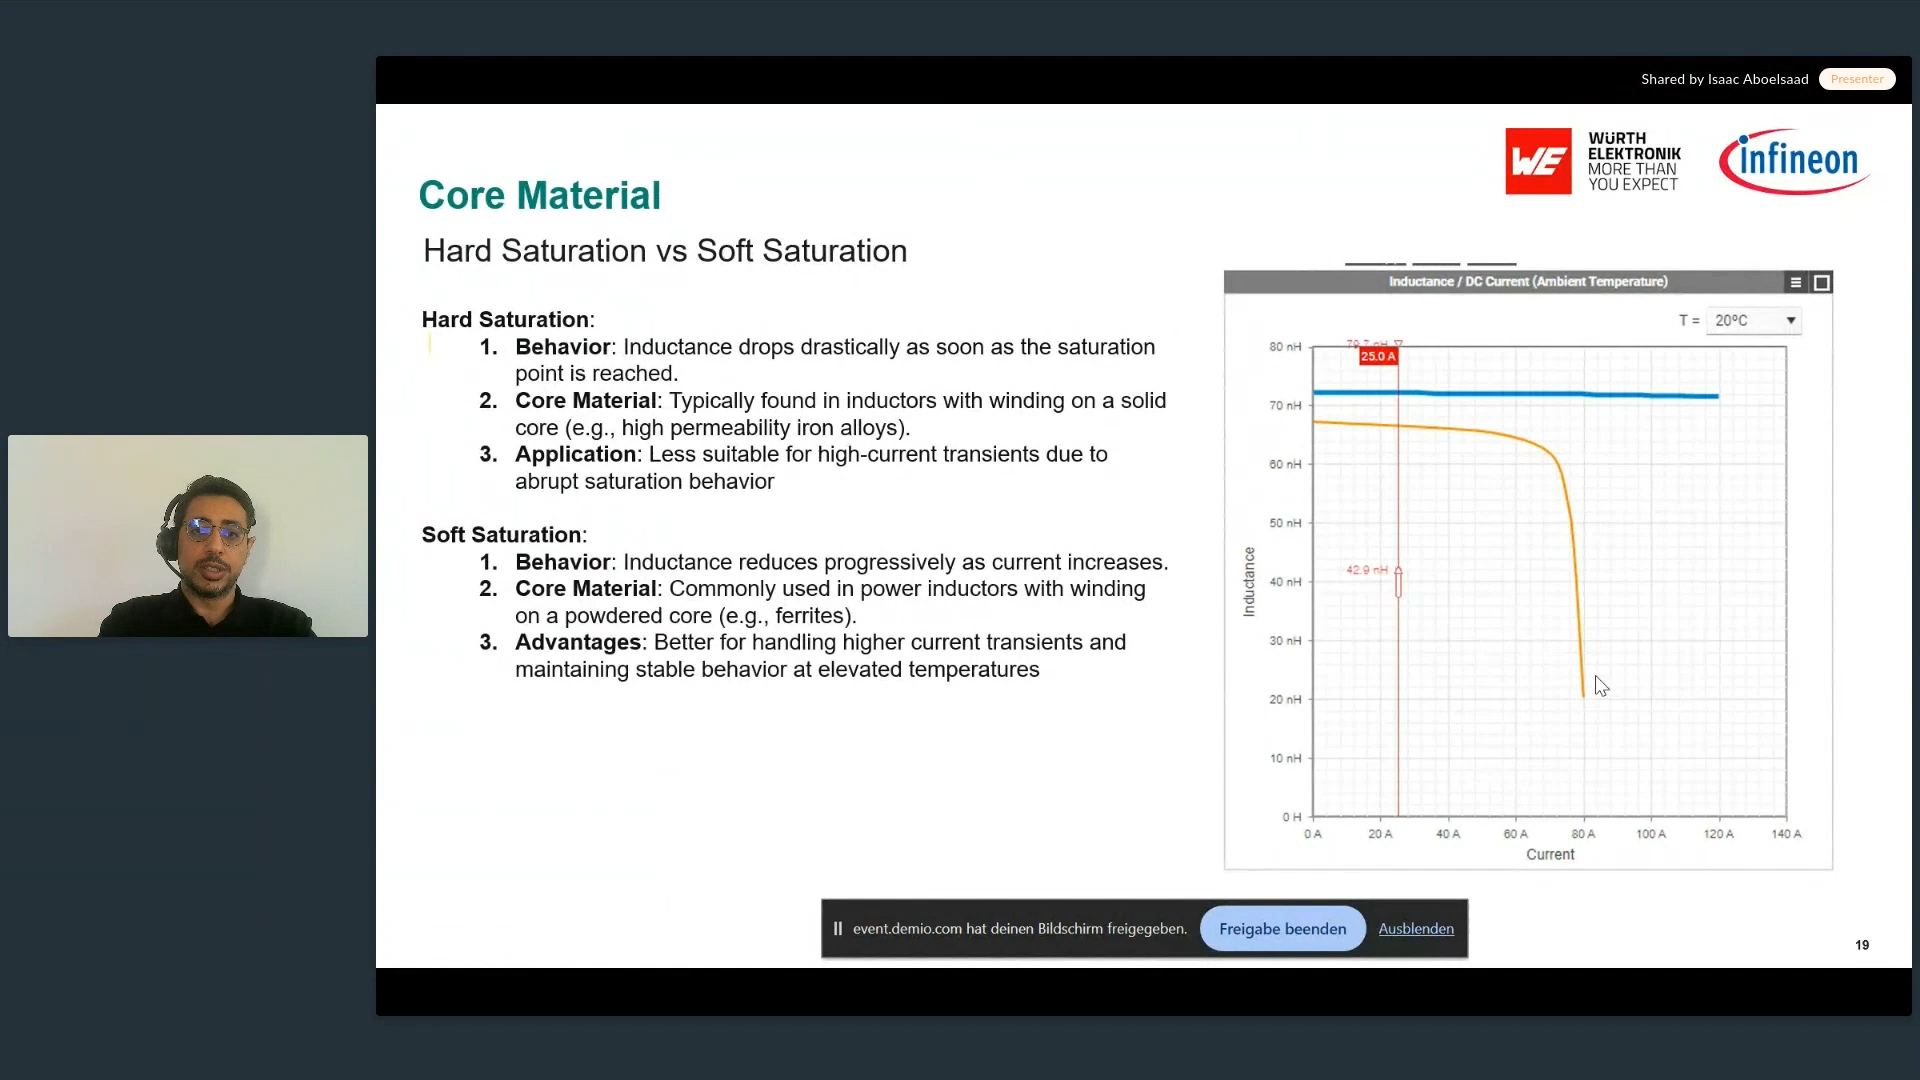 Shared by Isaac Aboelsaad
Presenter
WE
WÜRTH
ELEKTRONIK
MORE THAN
YOU EXPECT
infineon
Core Material
Hard Saturation vs Soft Saturation
Hard Saturation:
1. Behavior: Inductance drops drastically as soon as the saturation
point is reached.
2. Core Material: Typically found in inductors with winding on a solid
core (e.g., high permeability iron alloys).
3. Application: Less suitable for high-current transients due to
abrupt saturation behavior
Soft Saturation:
1. Behavior: Inductance reduces progressively as current increases.
2. Core Material: Commonly used in power inductors with winding
on a powdered core (e.g., ferrites).
3. Advantages: Better for handling higher current transients and
maintaining stable behavior at elevated temperatures
Inductance / DC Current (Ambient Temperature)
T = 20ºC
80 nH
25.0 A
70 nH
60 nH
50 nH
42.9 nH
40 nH
30 nH
20 nH
10 nH
0 H
Inductance
0 A 20 A 40 A 60 A 80 A 100 A 120 A 140 A
Current
event.demio.com hat deinen Bildschirm freigegeben.
Freigabe beenden
Ausblenden
19